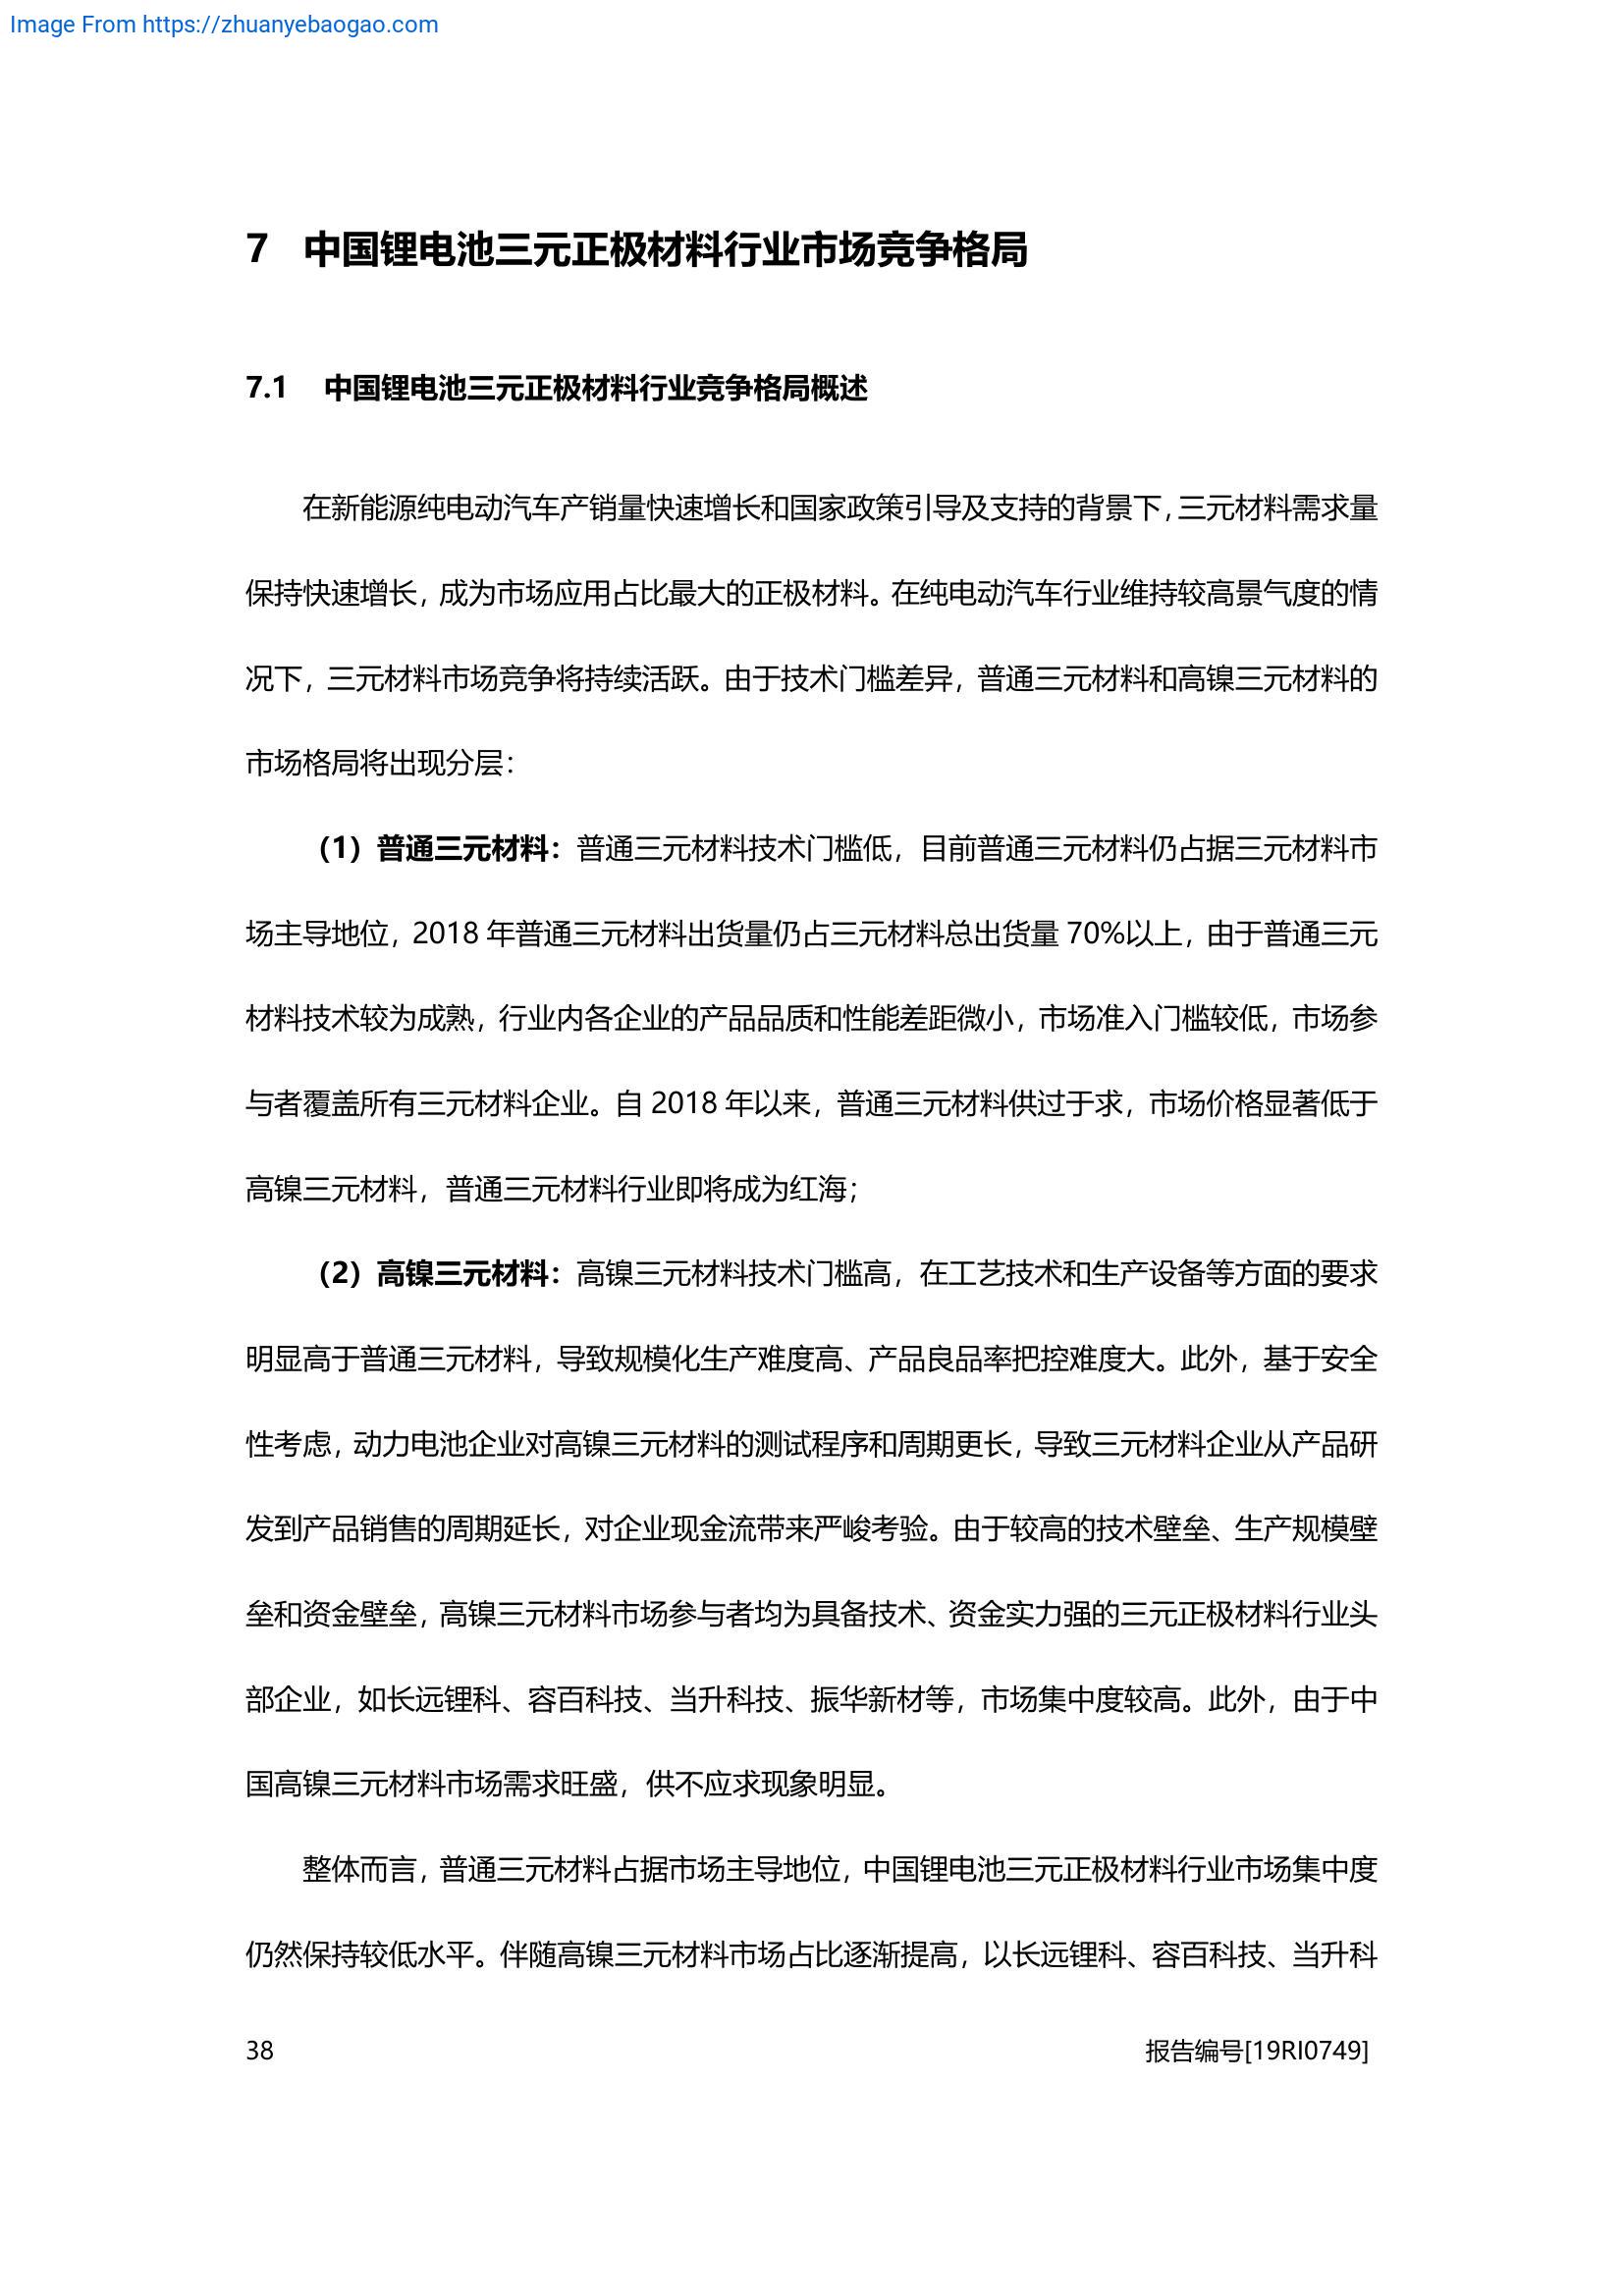 Image From https://zhuanyebaogao.com
7 中国锂电池三元正极材料行业市场竞争格局
7.1 中国锂电池三元正极材料行业竞争格局概述
在新能源纯电动汽车产销量快速增长和国家政策引导及支持的背景下，三元材料需求量
保持快速增长，成为市场应用占比最大的正极材料。在纯电动汽车行业维持较高景气度的情
况下，三元材料市场竞争将持续活跃。由于技术门槛差异，普通三元材料和高镍三元材料的
市场格局将出现分层：
（1）普通三元材料：普通三元材料技术门槛低，目前普通三元材料仍占据三元材料市
场主导地位，2018 年普通三元材料出货量仍占三元材料总出货量 70%以上，由于普通三元
材料技术较为成熟，行业内各企业的产品品质和性能差距微小，市场准入门槛较低，市场参
与者覆盖所有三元材料企业。自 2018 年以来，普通三元材料供过于求，市场价格显著低于
高镍三元材料，普通三元材料行业即将成为红海；
（2）高镍三元材料：高镍三元材料技术门槛高，在工艺技术和生产设备等方面的要求
明显高于普通三元材料，导致规模化生产难度高、产品良品率把控难度大。此外，基于安全
性考虑，动力电池企业对高镍三元材料的测试程序和周期更长，导致三元材料企业从产品研
发到产品销售的周期延长，对企业现金流带来严峻考验。由于较高的技术壁垒、生产规模壁
垒和资金壁垒，高镍三元材料市场参与者均为具备技术、资金实力强的三元正极材料行业头
部企业，如长远锂科、容百科技、当升科技、振华新材等，市场集中度较高。此外，由于中
国高镍三元材料市场需求旺盛，供不应求现象明显。
整体而言，普通三元材料占据市场主导地位，中国锂电池三元正极材料行业市场集中度
仍然保持较低水平。伴随高镍三元材料市场占比逐渐提高，以长远锂科、容百科技、当升科
38
报告编号[19RI0749]